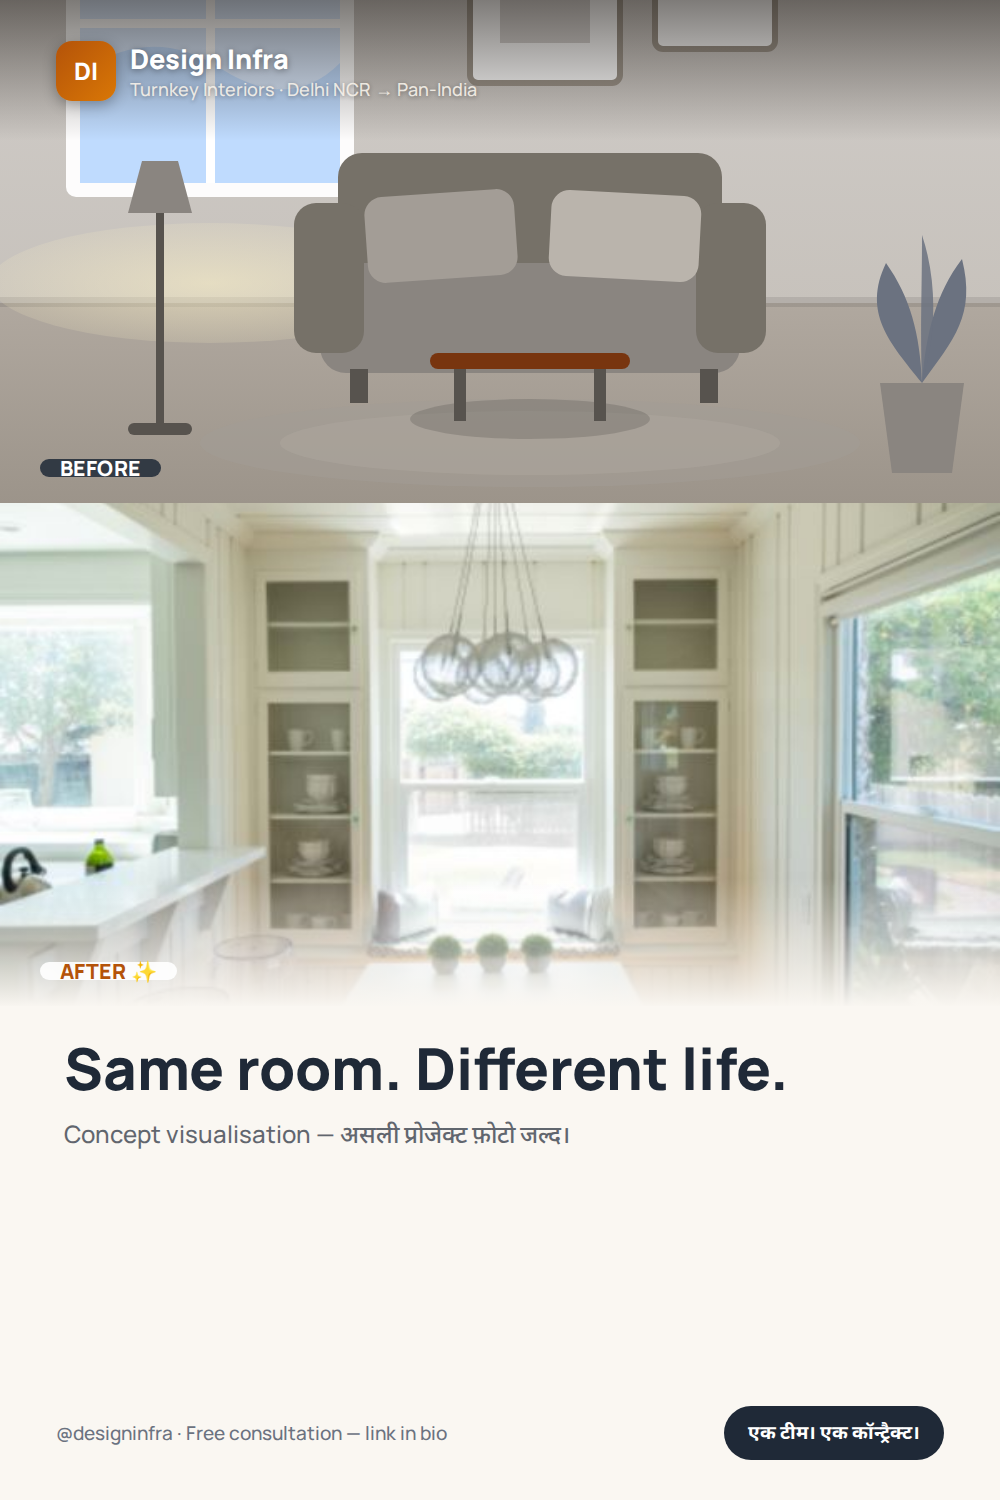 DI
Design Infra
Turnkey Interiors · Delhi NCR → Pan-India
BEFORE
AFTER ✨
Same room. Different life.
Concept visualisation — असली प्रोजेक्ट फ़ोटो जल्द।
@designinfra · Free consultation — link in bio
एक टीम। एक कॉन्ट्रैक्ट।